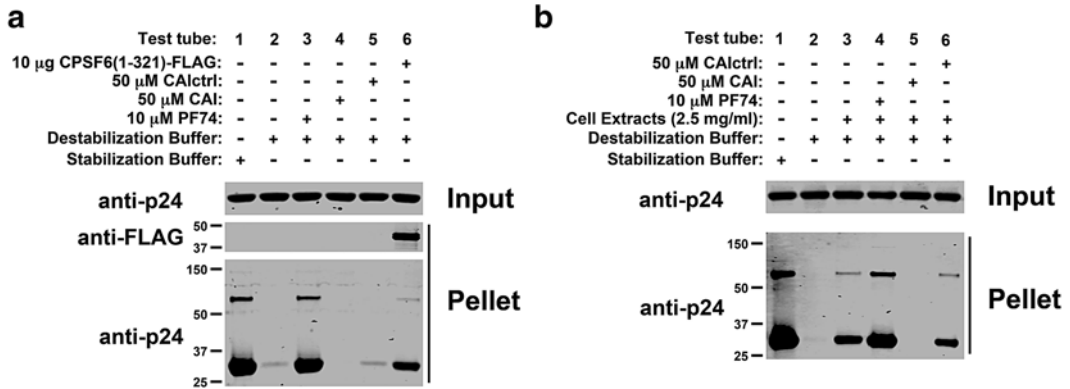 a
Test tube: 1 2 3 4 5 6
10 μg CPSF6(1-321)-FLAG: - - - - - +
50 μM CAIctrl: - - - - + -
50 μM CAI: - - - + - -
10 μM PF74: - - + - - -
Destabilization Buffer: - + + + + +
Stabilization Buffer: + - - - - -
anti-p24
Input
anti-FLAG
50
37
anti-p24
150
50
37
25
Pellet
b
Test tube: 1 2 3 4 5 6
50 μM CAIctrl: - - - - - +
50 μM CAI: - - - - + -
10 μM PF74: - - - + - -
Cell Extracts (2.5 mg/ml): - - + + + +
Destabilization Buffer: - + + + + +
Stabilization Buffer: + - - - - -
anti-p24
Input
anti-p24
150
50
37
25
Pellet